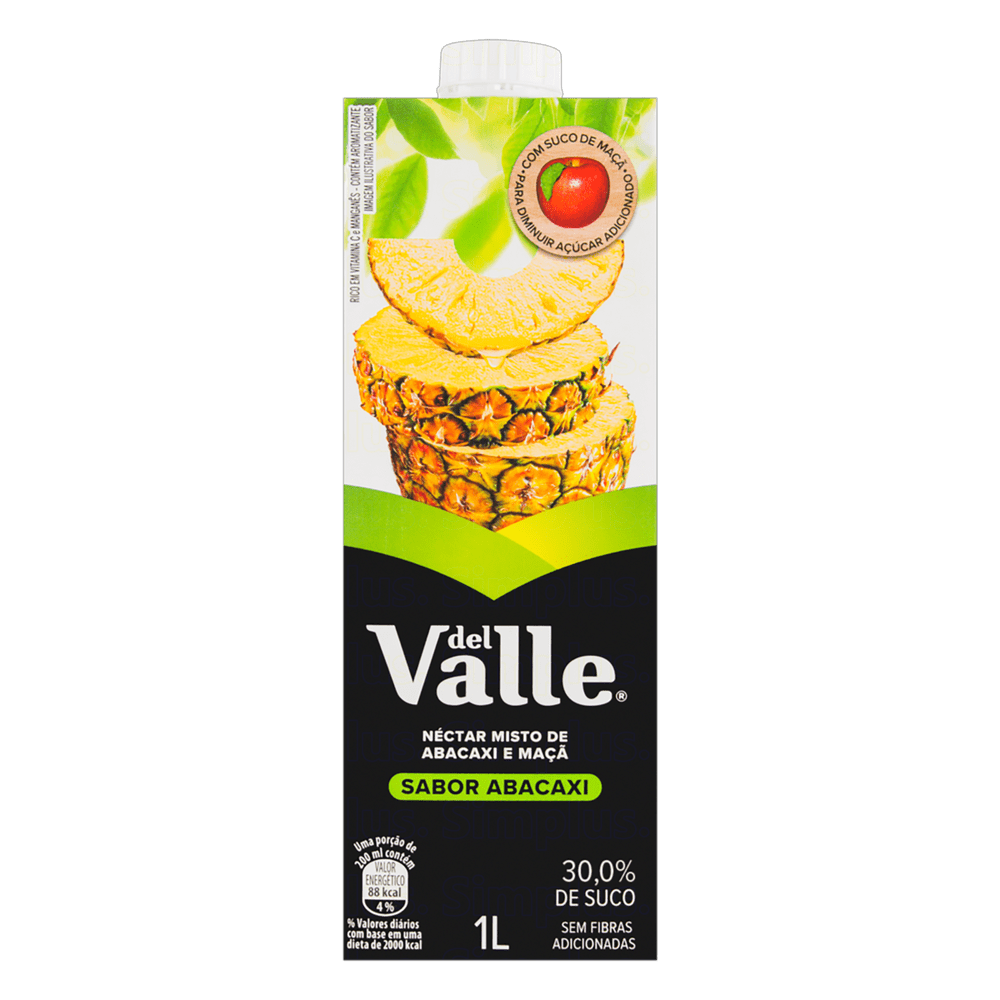 RICO EM VITAMINA C e MANGANÊS - CONTÉM AROMATIZANTE
IMAGEM ILUSTRATIVA DO SABOR
•COM SUCO DE MAÇÃ•
PARA DIMINUIR AÇÚCAR ADICIONADO
del
Valle®
NÉCTAR MISTO DE
ABACAXI E MAÇÃ
SABOR ABACAXI
Uma porção de
200 ml contém
VALOR
ENERGÉTICO
88 kcal
4 %
% Valores diários
com base em uma
dieta de 2000 kcal
1L
30,0%
DE SUCO
SEM FIBRAS
ADICIONADAS